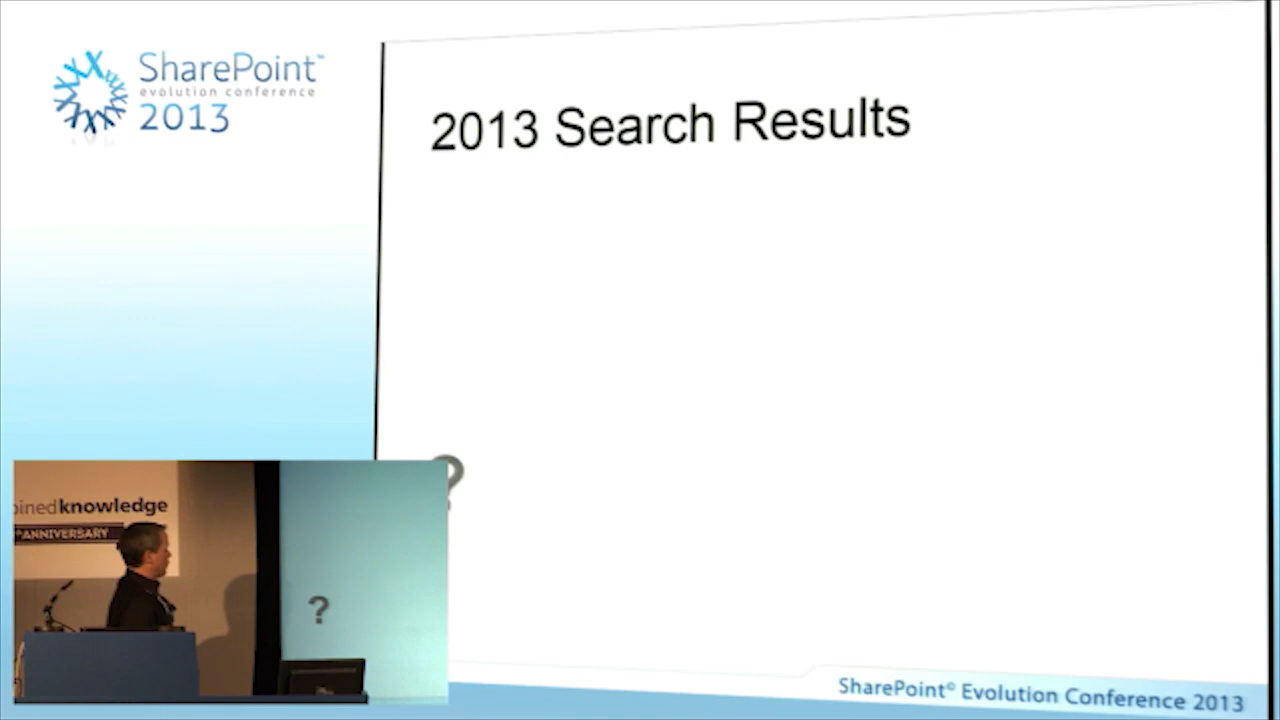 SharePoint™
evolution conference
2013
2013 Search Results
?
knowledge
ANNIVERSARY
?
SharePoint© Evolution Conference 2013